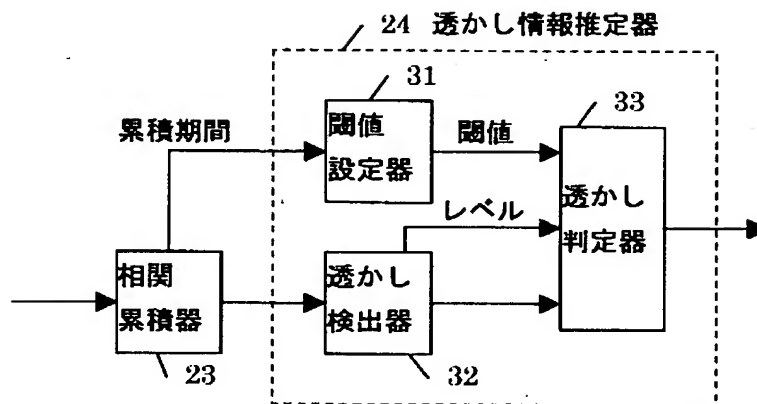 24 透かし情報推定器
31
33
累積期間
閾値
設定器
閾値
透かし
判定器
レベル
相関
累積器
透かし
検出器
23
32